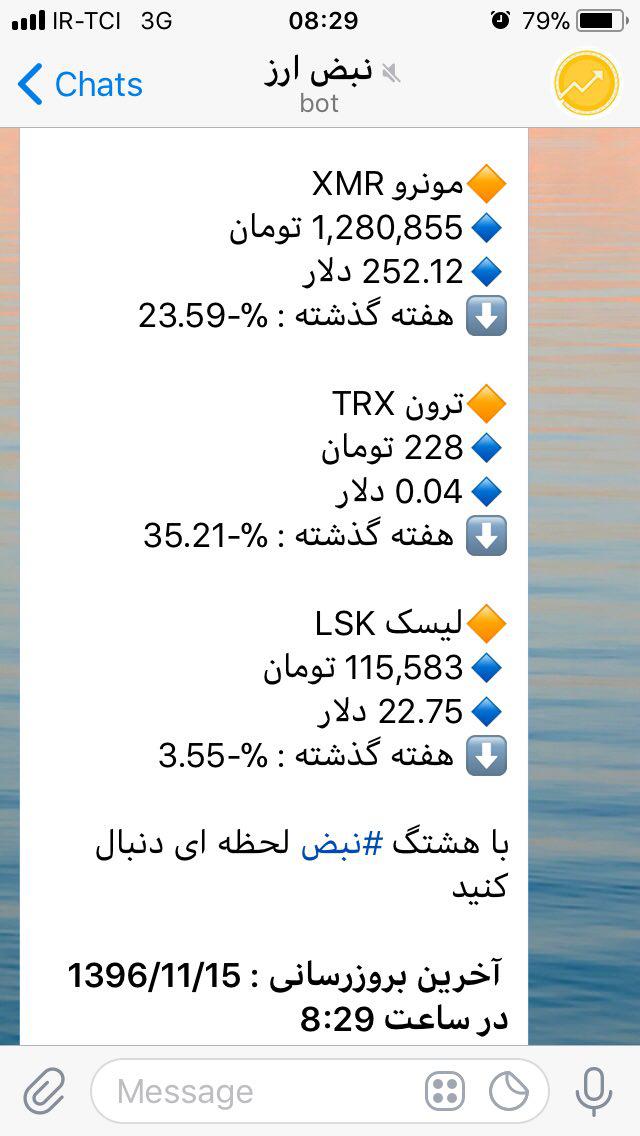 IR-TCI 3G 08:29 79%
Chats
نبض ارز
bot
مونرو XMR
1,280,855 تومان
252.12 دلار
هفته گذشته : %-23.59
ترون TRX
228 تومان
0.04 دلار
هفته گذشته : %-35.21
لیسک LSK
115,583 تومان
22.75 دلار
هفته گذشته : %-3.55
با هشتگ #نبض لحظه ای دنبال
کنید
آخرین بروزرسانی : 1396/11/15
در ساعت 8:29
Message